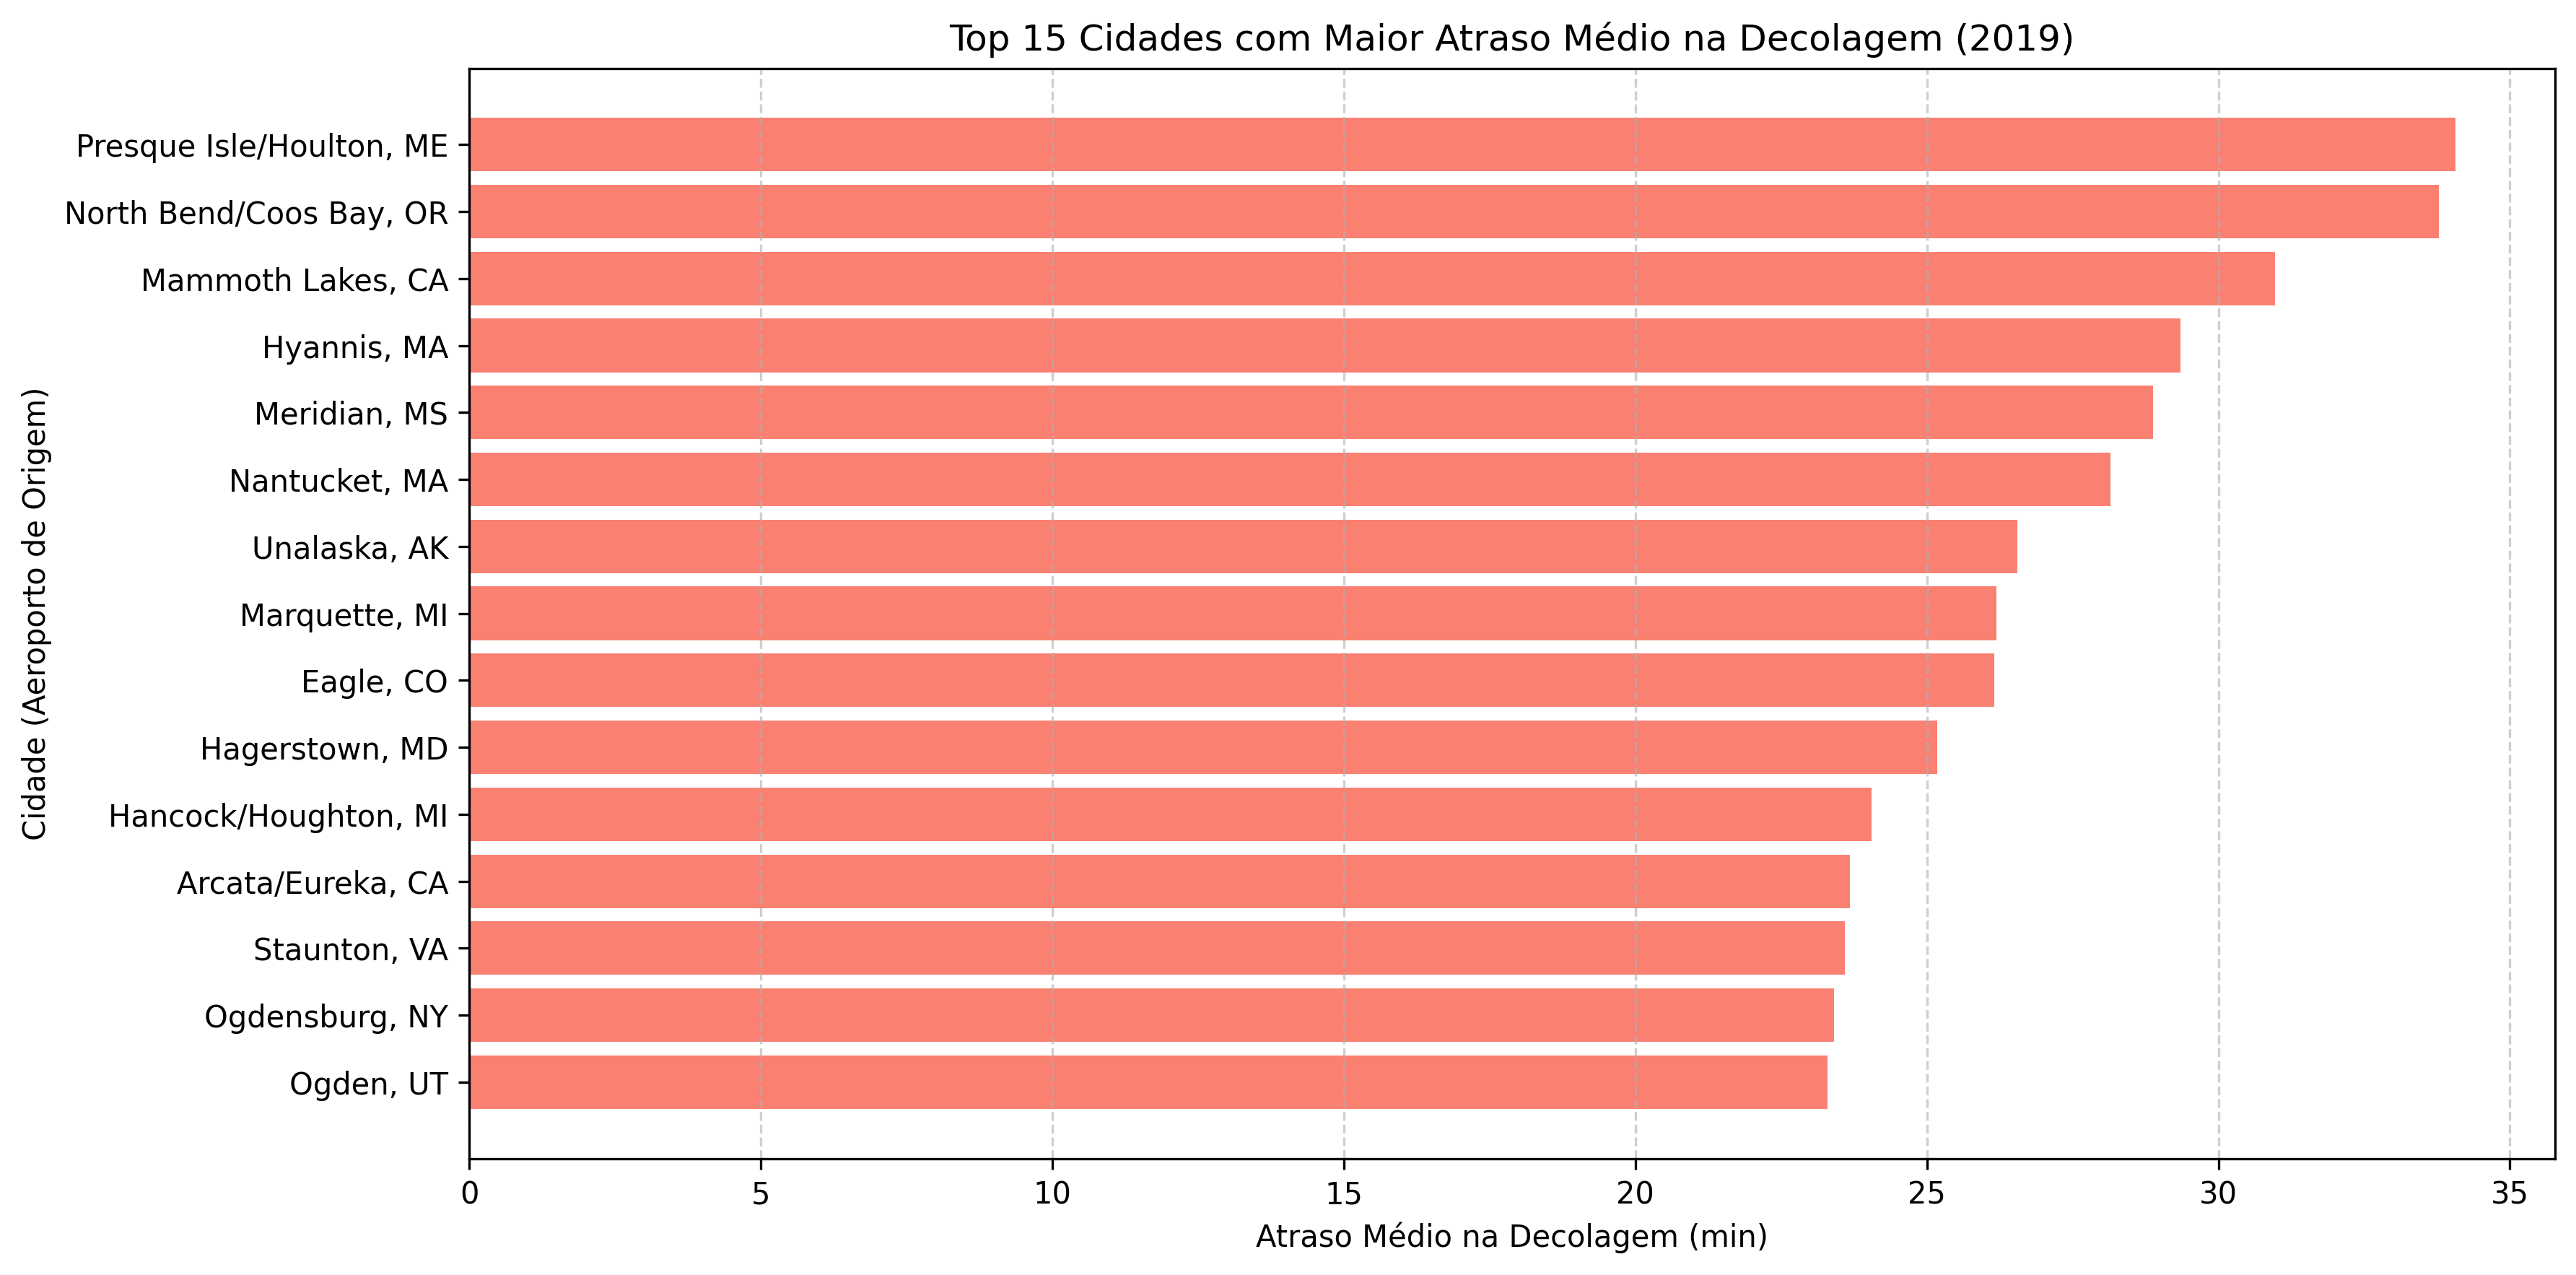 Top 15 Cidades com Maior Atraso Médio na Decolagem (2019)
Cidade (Aeroporto de Origem)
Presque Isle/Houlton, ME
North Bend/Coos Bay, OR
Mammoth Lakes, CA
Hyannis, MA
Meridian, MS
Nantucket, MA
Unalaska, AK
Marquette, MI
Eagle, CO
Hagerstown, MD
Hancock/Houghton, MI
Arcata/Eureka, CA
Staunton, VA
Ogdensburg, NY
Ogden, UT
0 5 10 15 20 25 30 35
Atraso Médio na Decolagem (min)